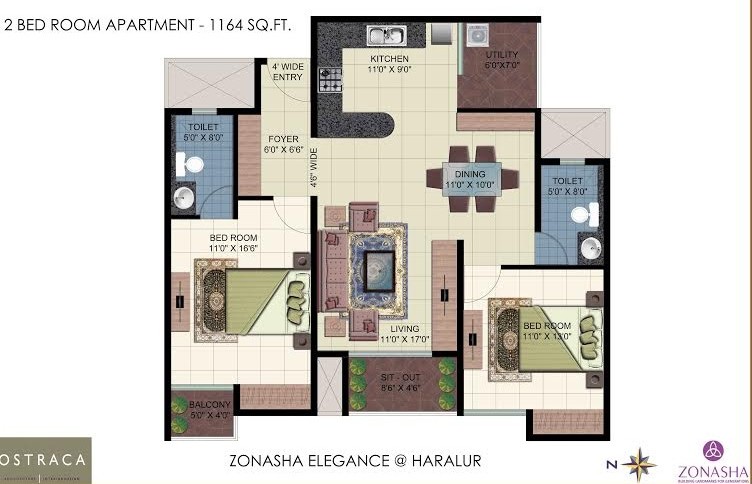 2 BED ROOM APARTMENT - 1164 SQ.FT.
KITCHEN
11'0" X 9'0"
UTILITY
6'0"X7'0"
4' WIDE
ENTRY
TOILET
5'0" X 8'0"
FOYER
6'0" X 6'6"
4'6" WIDE
DINING
11'0" X 10'0"
TOILET
5'0" X 8'0"
BED ROOM
11'0" X 16'6"
LIVING
11'0" X 17'0"
BED ROOM
11'0" X 13'0"
SIT - OUT
8'6" X 4'6"
BALCONY
5'0" X 4'0"
OSTRACA
ZONASHA ELEGANCE @ HARALUR
N
ZONASHA
BUILDING LANDMARKS FOR GENERATIONS